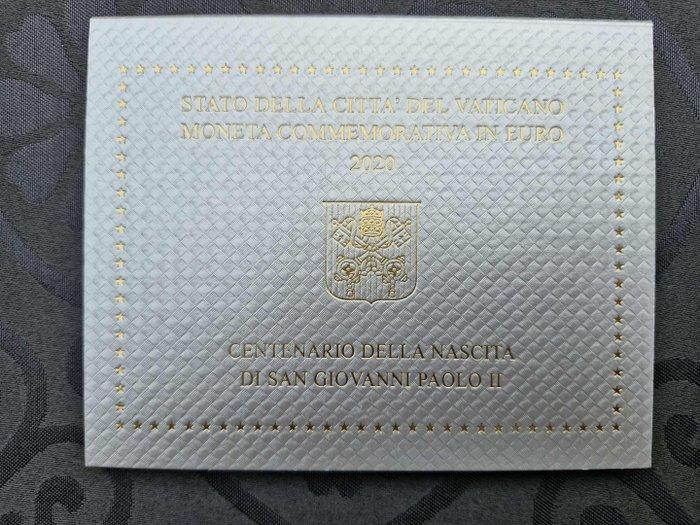 STATO DELLA CITTA' DEL VATICANO
MONETA COMMEMORATIVA IN EURO
2020
CENTENARIO DELLA NASCITA
DI SAN GIOVANNI PAOLO II